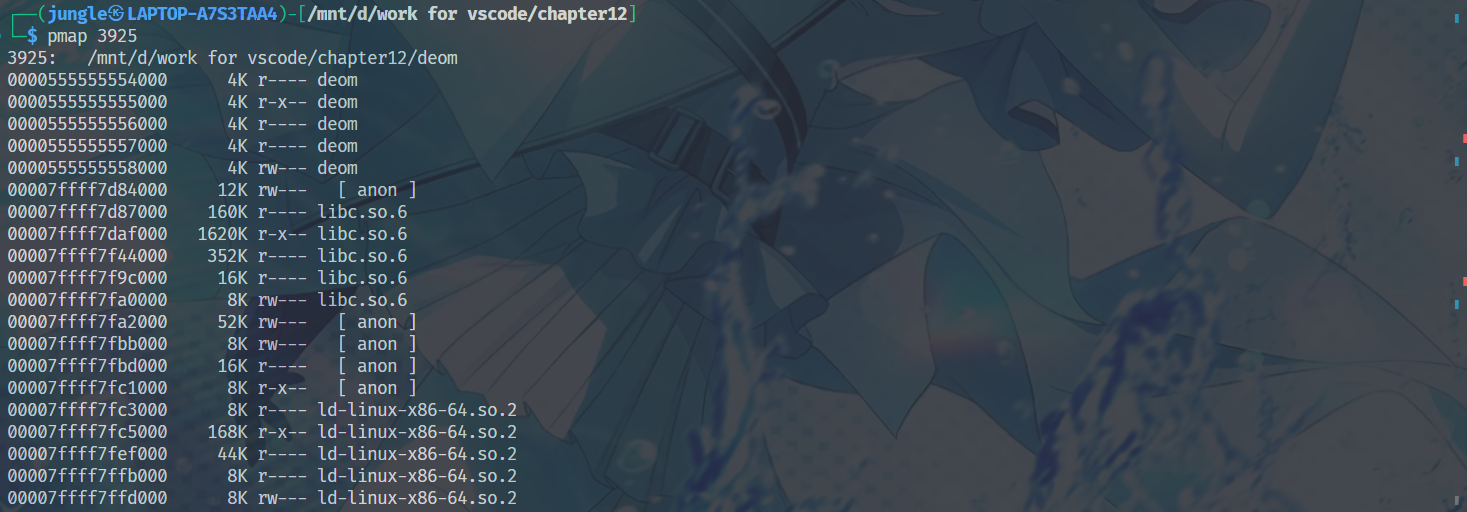 ┌──(jungle㉿LAPTOP-A7S3TAA4)-[/mnt/d/work for vscode/chapter12]
└─$ pmap 3925
3925:   /mnt/d/work for vscode/chapter12/deom
0000555555554000      4K r---- deom
0000555555555000      4K r-x-- deom
0000555555556000      4K r---- deom
0000555555557000      4K r---- deom
0000555555558000      4K rw--- deom
00007ffff7d84000     12K rw---   [ anon ]
00007ffff7d87000    160K r---- libc.so.6
00007ffff7daf000   1620K r-x-- libc.so.6
00007ffff7f44000    352K r---- libc.so.6
00007ffff7f9c000     16K r---- libc.so.6
00007ffff7fa0000      8K rw--- libc.so.6
00007ffff7fa2000     52K rw---   [ anon ]
00007ffff7fbb000      8K rw---   [ anon ]
00007ffff7fbd000     16K r----   [ anon ]
00007ffff7fc1000      8K r-x--   [ anon ]
00007ffff7fc3000      8K r---- ld-linux-x86-64.so.2
00007ffff7fc5000    168K r-x-- ld-linux-x86-64.so.2
00007ffff7fef000     44K r---- ld-linux-x86-64.so.2
00007ffff7ffb000      8K r---- ld-linux-x86-64.so.2
00007ffff7ffd000      8K rw--- ld-linux-x86-64.so.2